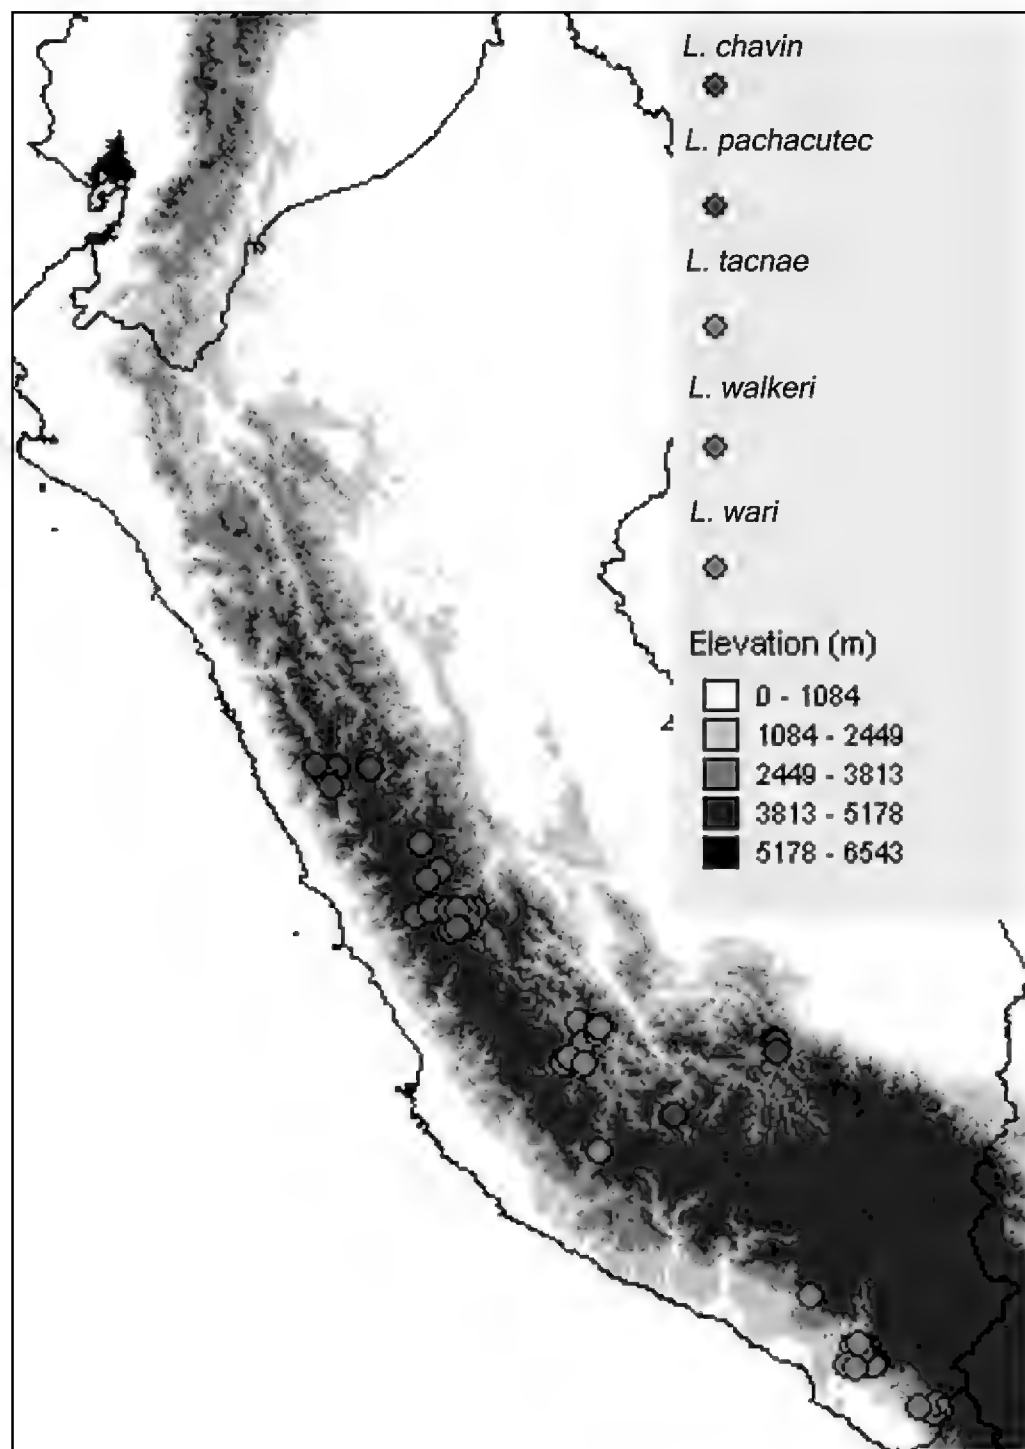 L. chavin
L. pachacutec
L. tacnae
L. walkeri
L. wari
Elevation (m)
0 - 1084
1084 - 2449
2449 - 3813
3813 - 5178
5178 - 6543